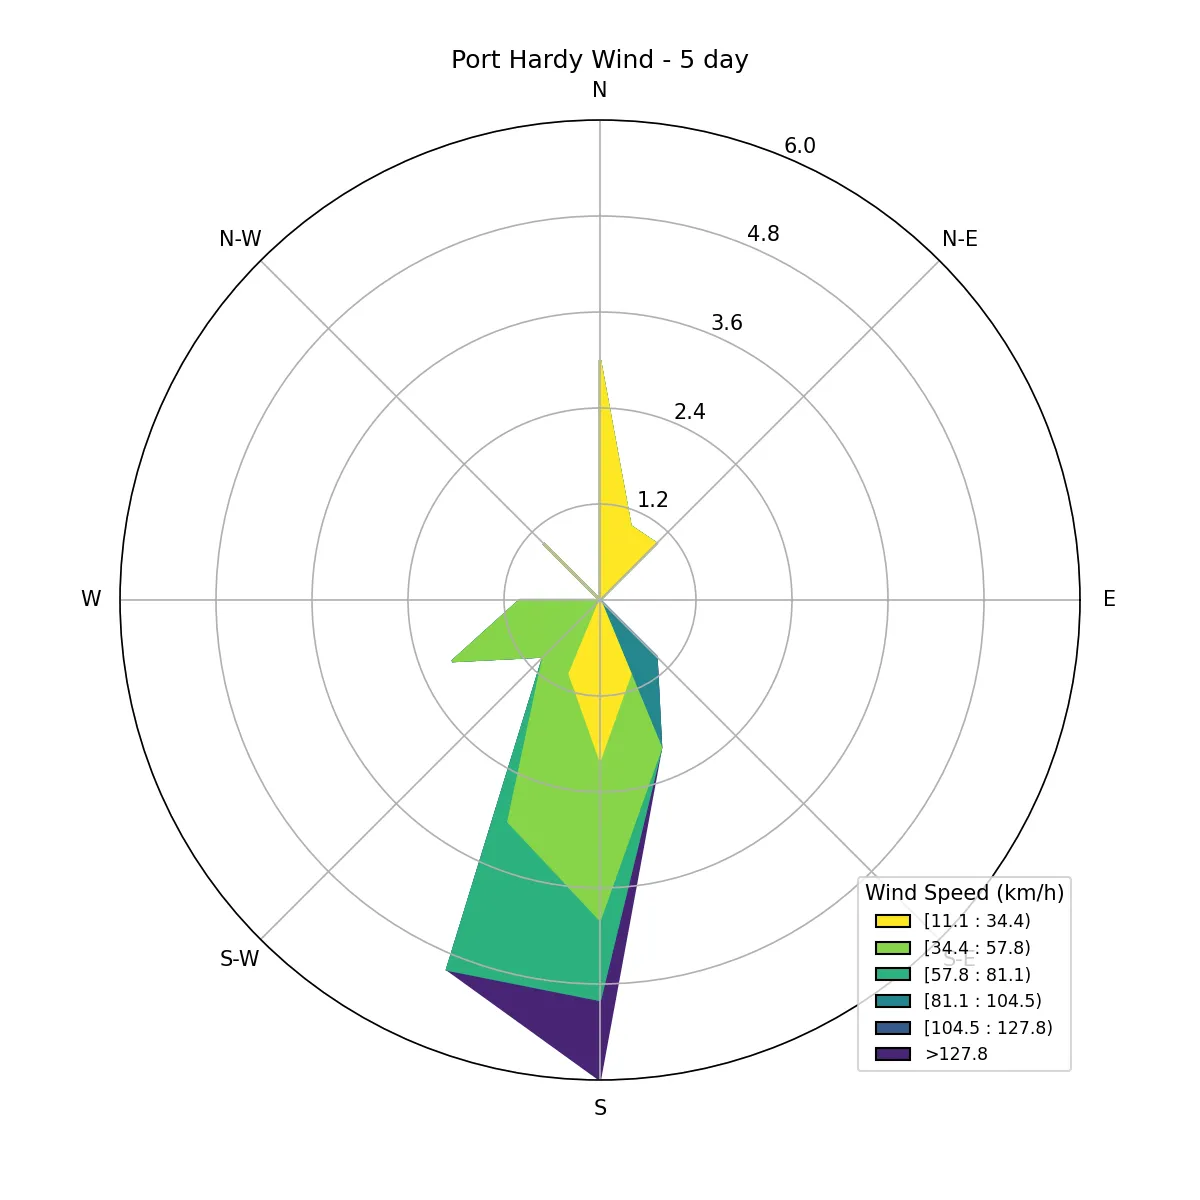 Port Hardy Wind - 5 day
N
6.0
4.8
N-W
N-E
3.6
2.4
1.2
W
E
Wind Speed (km/h)
[11.1 : 34.4)
[34.4 : 57.8)
S-W
S-E
[57.8 : 81.1)
[81.1 : 104.5)
[104.5 : 127.8)
>127.8
S